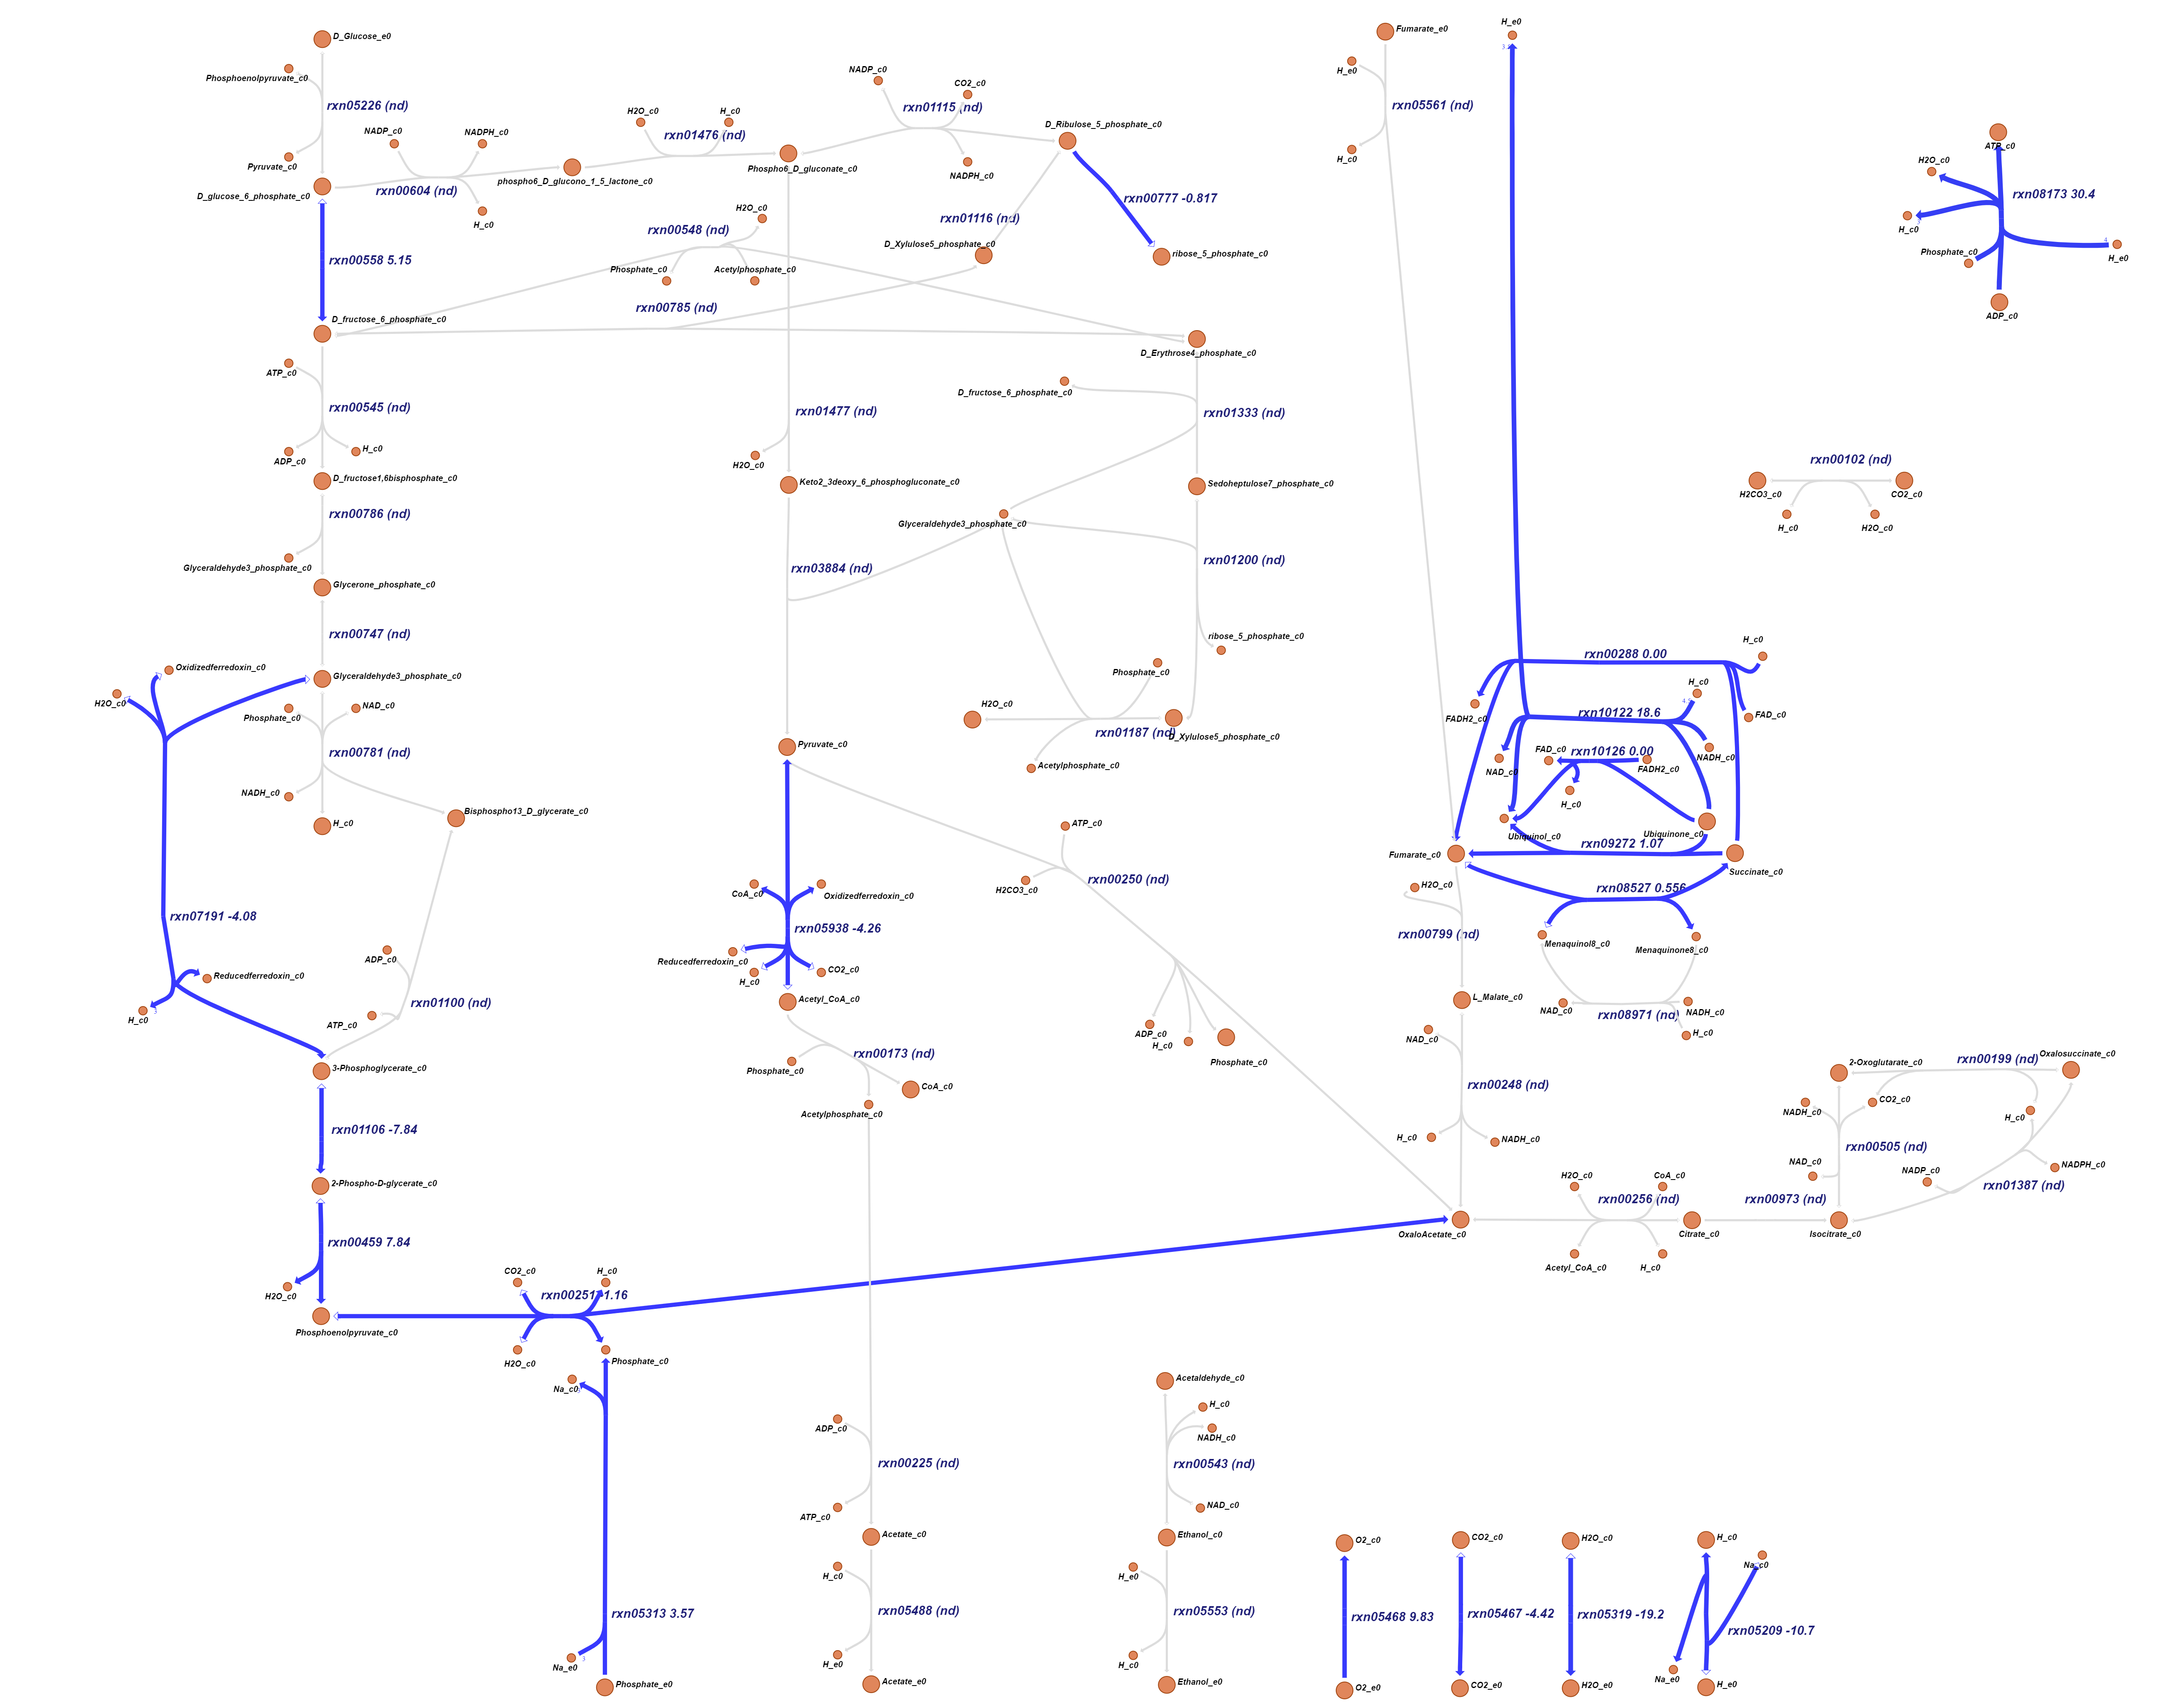 D_Glucose_e0
Phosphoenolpyruvate_c0
rxn05226 (nd)
Pyruvate_c0
D_glucose_6_phosphate_c0
NADP_c0
NADPH_c0
rxn00604 (nd)
H_c0
phospho6_D_glucono_1_5_lactone_c0
H2O_c0
H_c0
rxn01476 (nd)
Phospho6_D_gluconate_c0
NADP_c0
CO2_c0
rxn01115 (nd)
NADPH_c0
D_Ribulose_5_phosphate_c0
rxn00777 -0.817
ribose_5_phosphate_c0
rxn01116 (nd)
D_Xylulose5_phosphate_c0
H2O_c0
rxn00548 (nd)
Phosphate_c0
Acetylphosphate_c0
rxn00785 (nd)
rxn00558 5.15
D_fructose_6_phosphate_c0
D_Erythrose4_phosphate_c0
ATP_c0
rxn00545 (nd)
ADP_c0
H_c0
D_fructose1,6bisphosphate_c0
rxn00786 (nd)
Glyceraldehyde3_phosphate_c0
Glycerone_phosphate_c0
rxn00747 (nd)
Oxidizedferredoxin_c0
H2O_c0
Glyceraldehyde3_phosphate_c0
Phosphate_c0
NAD_c0
rxn00781 (nd)
NADH_c0
H_c0
Bisphospho13_D_glycerate_c0
rxn07191 -4.08
Reducedferredoxin_c0
H_c0
3
ADP_c0
rxn01100 (nd)
ATP_c0
3-Phosphoglycerate_c0
rxn01106 -7.84
2-Phospho-D-glycerate_c0
rxn00459 7.84
H2O_c0
Phosphoenolpyruvate_c0
CO2_c0
H_c0
H2O_c0
Phosphate_c0
Na_c0
rxn05313 3.57
Na_e0
3
Phosphate_e0
rxn01477 (nd)
H2O_c0
Keto2_3deoxy_6_phosphogluconate_c0
rxn03884 (nd)
Pyruvate_c0
D_fructose_6_phosphate_c0
rxn01333 (nd)
Sedoheptulose7_phosphate_c0
Glyceraldehyde3_phosphate_c0
rxn01200 (nd)
ribose_5_phosphate_c0
Phosphate_c0
H2O_c0
rxn01187 (nd)
D_Xylulose5_phosphate_c0
Acetylphosphate_c0
CoA_c0
Oxidizedferredoxin_c0
rxn05938 -4.26
Reducedferredoxin_c0
H_c0
CO2_c0
Acetyl_CoA_c0
ATP_c0
H2CO3_c0
rxn00250 (nd)
ADP_c0
H_c0
Phosphate_c0
rxn00173 (nd)
Phosphate_c0
CoA_c0
Acetylphosphate_c0
ADP_c0
rxn00225 (nd)
ATP_c0
Acetate_c0
H_c0
rxn05488 (nd)
H_e0
Acetate_e0
Acetaldehyde_c0
H_c0
NADH_c0
rxn00543 (nd)
NAD_c0
Ethanol_c0
H_e0
rxn05553 (nd)
H_c0
Ethanol_e0
Fumarate_e0
H_e0
rxn05561 (nd)
H_c0
H_e0
ATP_c0
H2O_c0
rxn08173 30.4
H_c0
Phosphate_c0
4
H_e0
ADP_c0
rxn00102 (nd)
H2CO3_c0
CO2_c0
H_c0
H2O_c0
H_c0
rxn00288 0.00
FADH2_c0
FAD_c0
H_c0
rxn10122 18.6
NAD_c0
NADH_c0
FAD_c0
rxn10126 0.00
FADH2_c0
H_c0
Ubiquinol_c0
Ubiquinone_c0
rxn09272 1.07
Fumarate_c0
Succinate_c0
rxn08527 0.556
Menaquinol8_c0
Menaquinone8_c0
NAD_c0
rxn08971 (nd)
NADH_c0
H_c0
H2O_c0
rxn00799 (nd)
L_Malate_c0
NAD_c0
rxn00248 (nd)
H_c0
NADH_c0
OxaloAcetate_c0
H2O_c0
CoA_c0
rxn00256 (nd)
Acetyl_CoA_c0
H_c0
Citrate_c0
rxn00973 (nd)
Isocitrate_c0
2-Oxoglutarate_c0
rxn00199 (nd)
Oxalosuccinate_c0
NADH_c0
CO2_c0
H_c0
rxn00505 (nd)
NAD_c0
NADP_c0
NADPH_c0
rxn01387 (nd)
O2_c0
rxn05468 9.83
O2_e0
CO2_c0
rxn05467 -4.42
CO2_e0
H2O_c0
rxn05319 -19.2
H2O_e0
H_c0
Na_c0
rxn05209 -10.7
Na_e0
H_e0